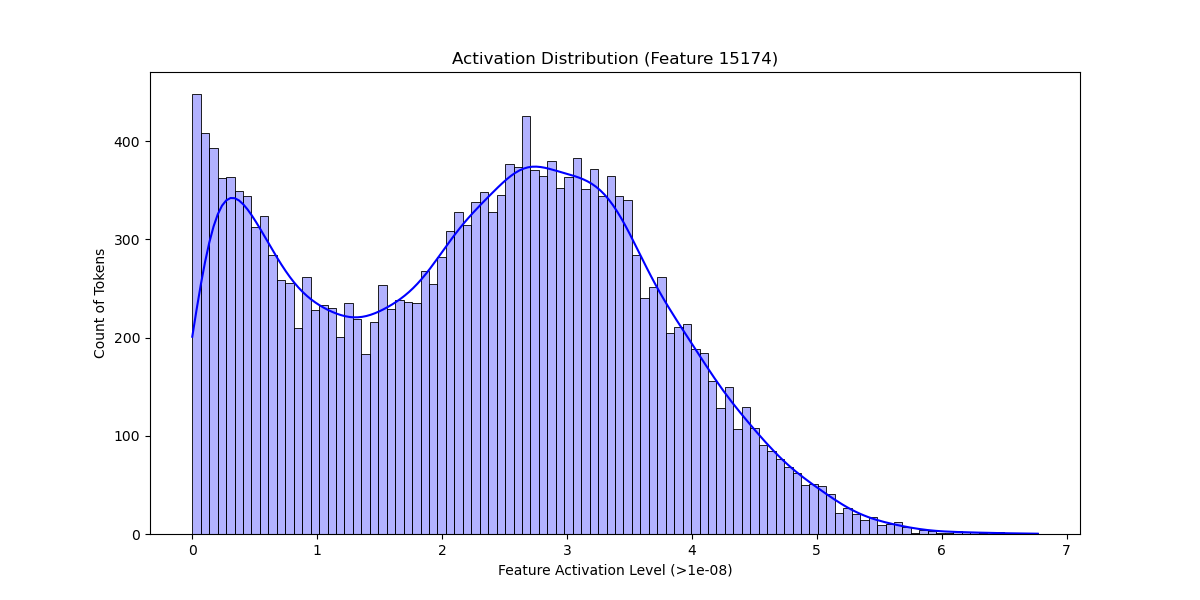 Activation Distribution (Feature 15174)
400
300
200
100
0
Count of Tokens
0 1 2 3 4 5 6 7
Feature Activation Level (>1e-08)